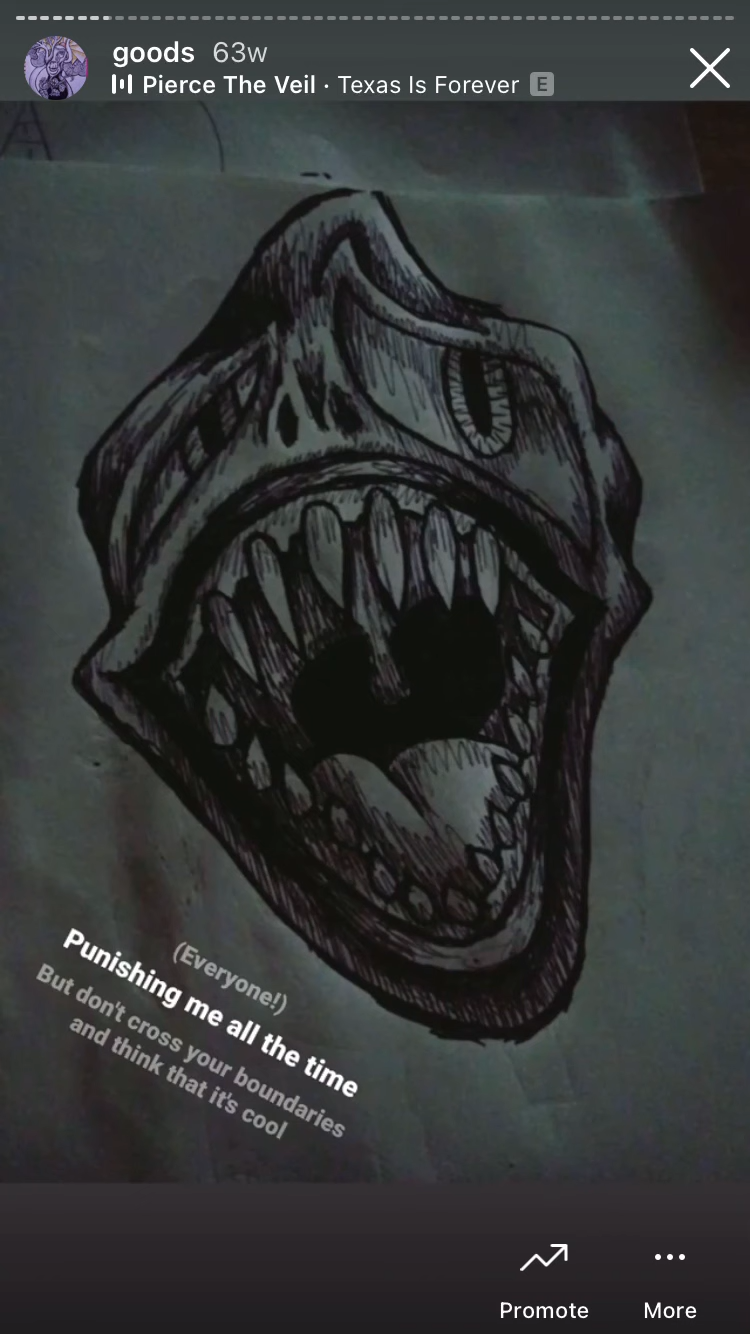 goods 63w
Pierce The Veil · Texas Is Forever E
(Everyone!)
Punishing me all the time
But don't cross your boundaries
and think that it's cool
Promote More